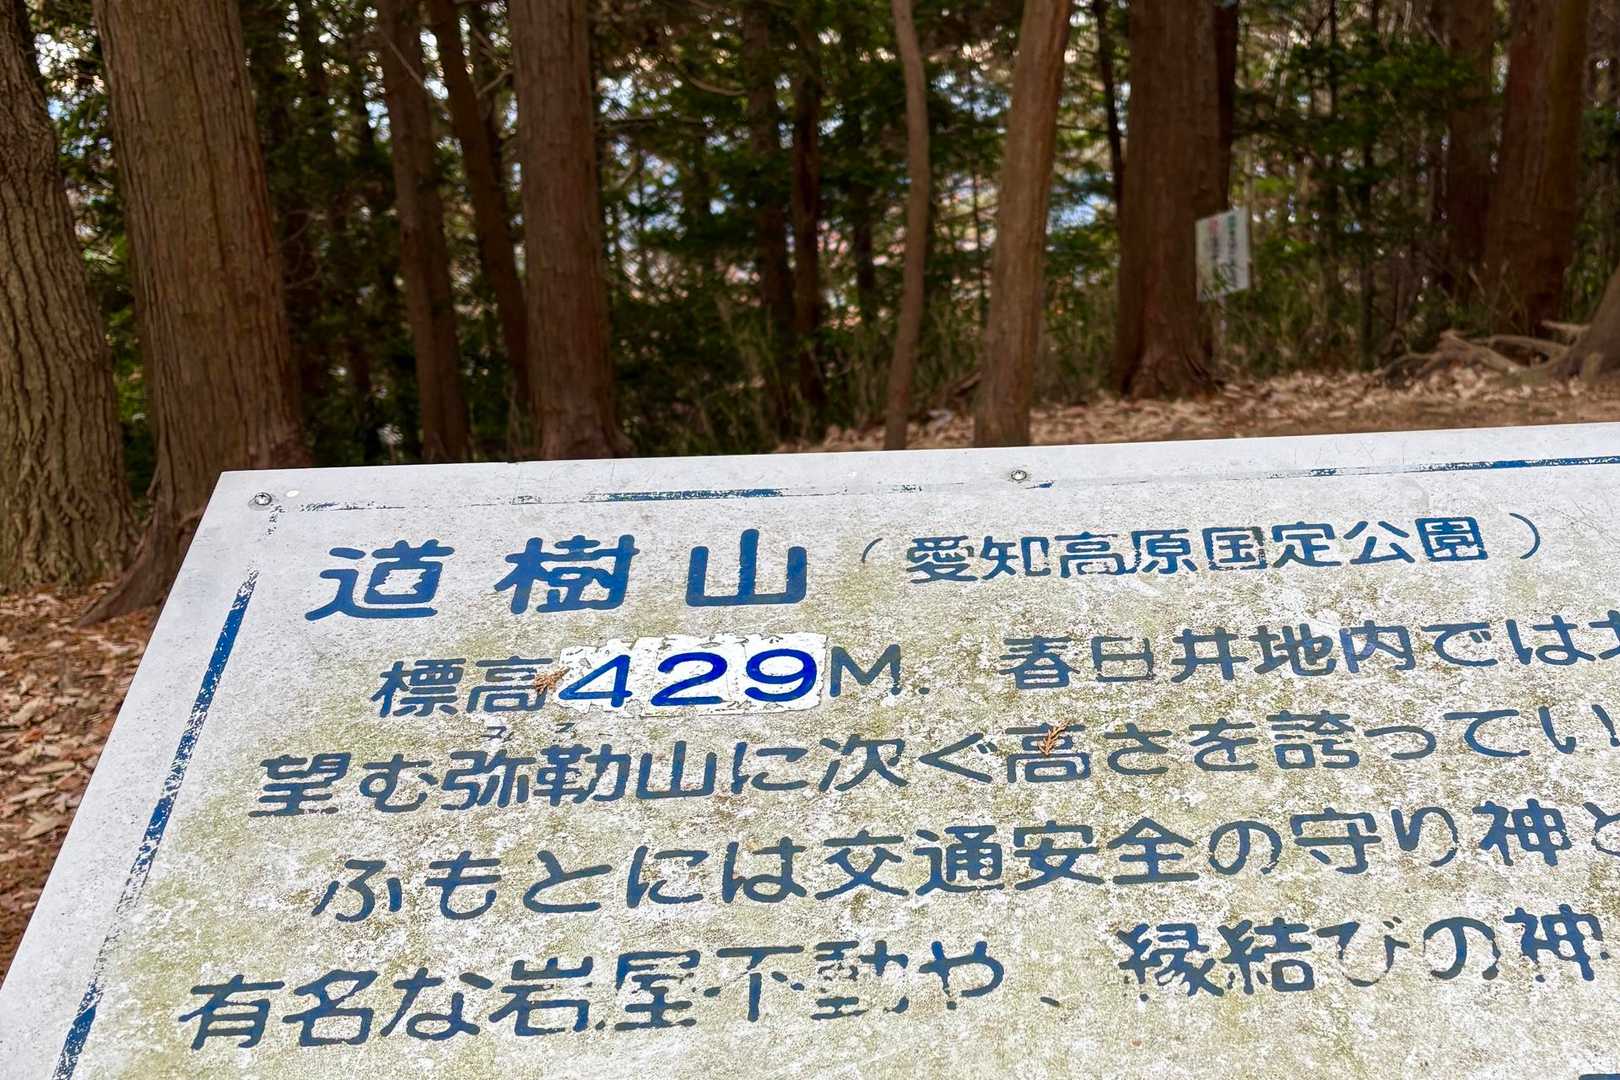 道樹山（愛知高原国定公園）
標高429M. 春日井地内では
望む弥勒山に次ぐ高さを誇ってい
ふもとには交通安全の守り神と
有名な岩屋不動や、縁結びの神